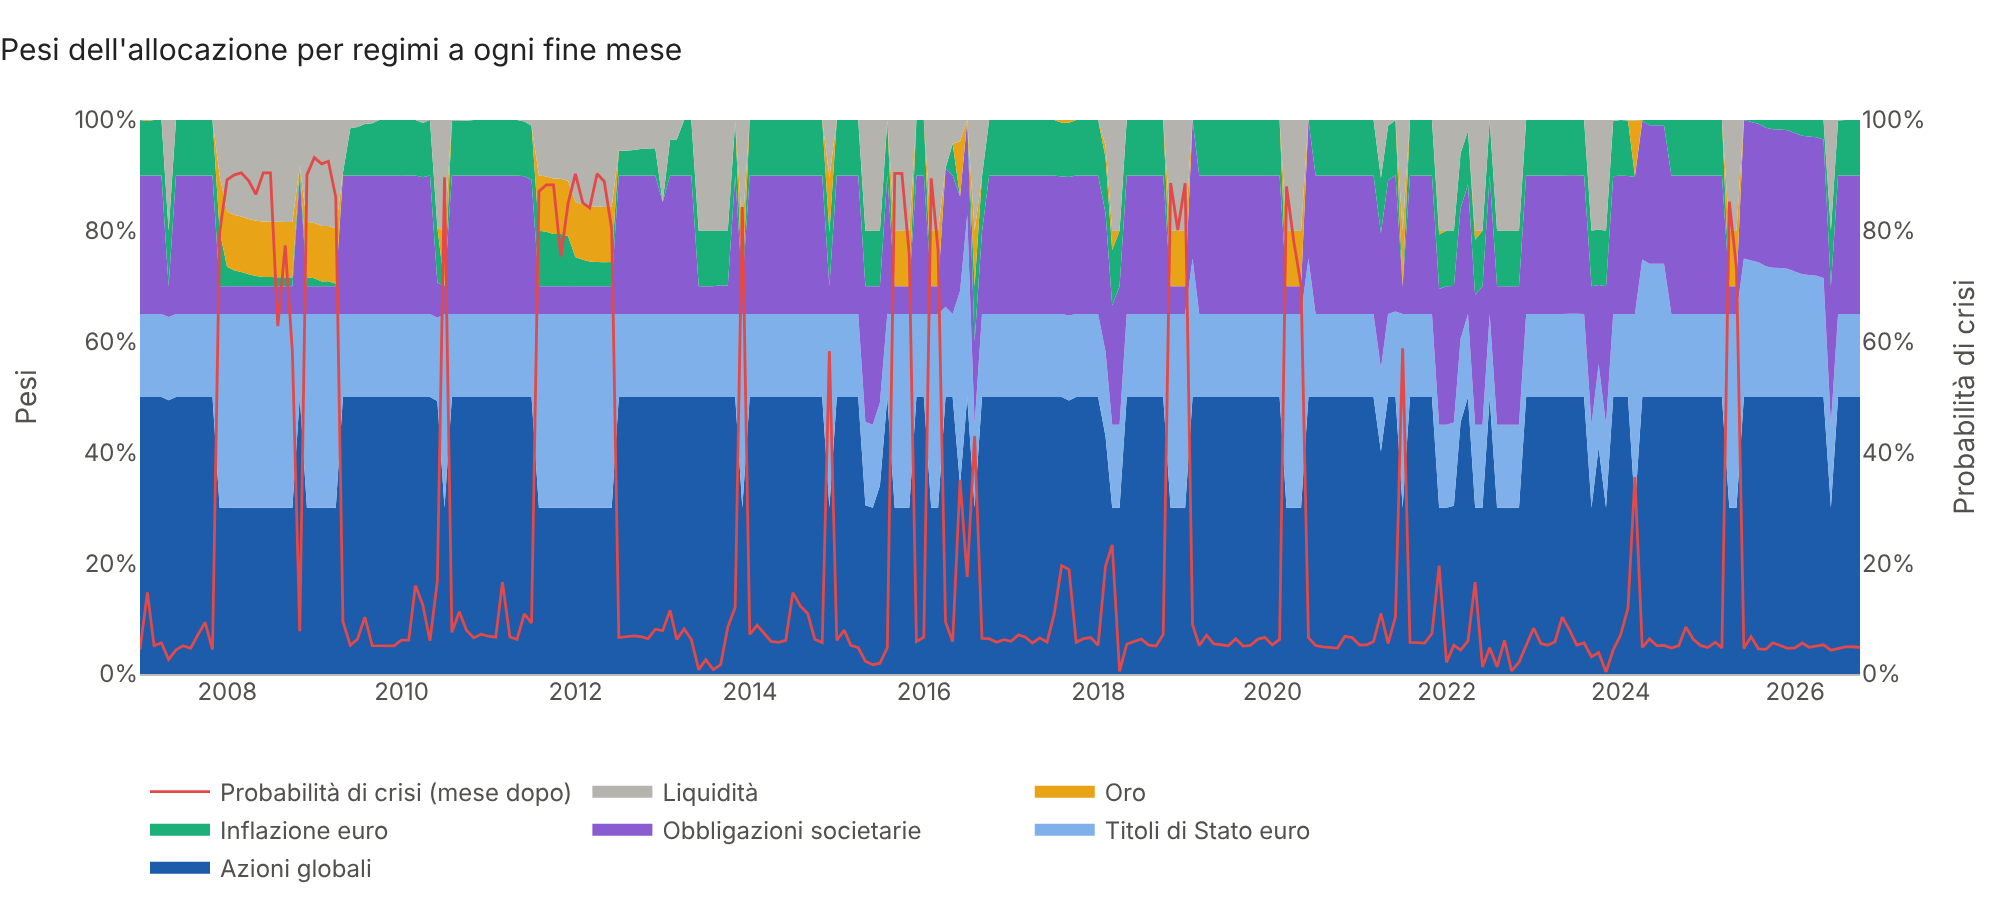 Pesi dell'allocazione per regimi a ogni fine mese
100%
80%
60%
40%
20%
0%
Pesi
100%
80%
60%
40%
20%
0%
Probabilità di crisi
2008 2010 2012 2014 2016 2018 2020 2022 2024 2026
Probabilità di crisi (mese dopo) Liquidità Oro
Inflazione euro Obbligazioni societarie Titoli di Stato euro
Azioni globali